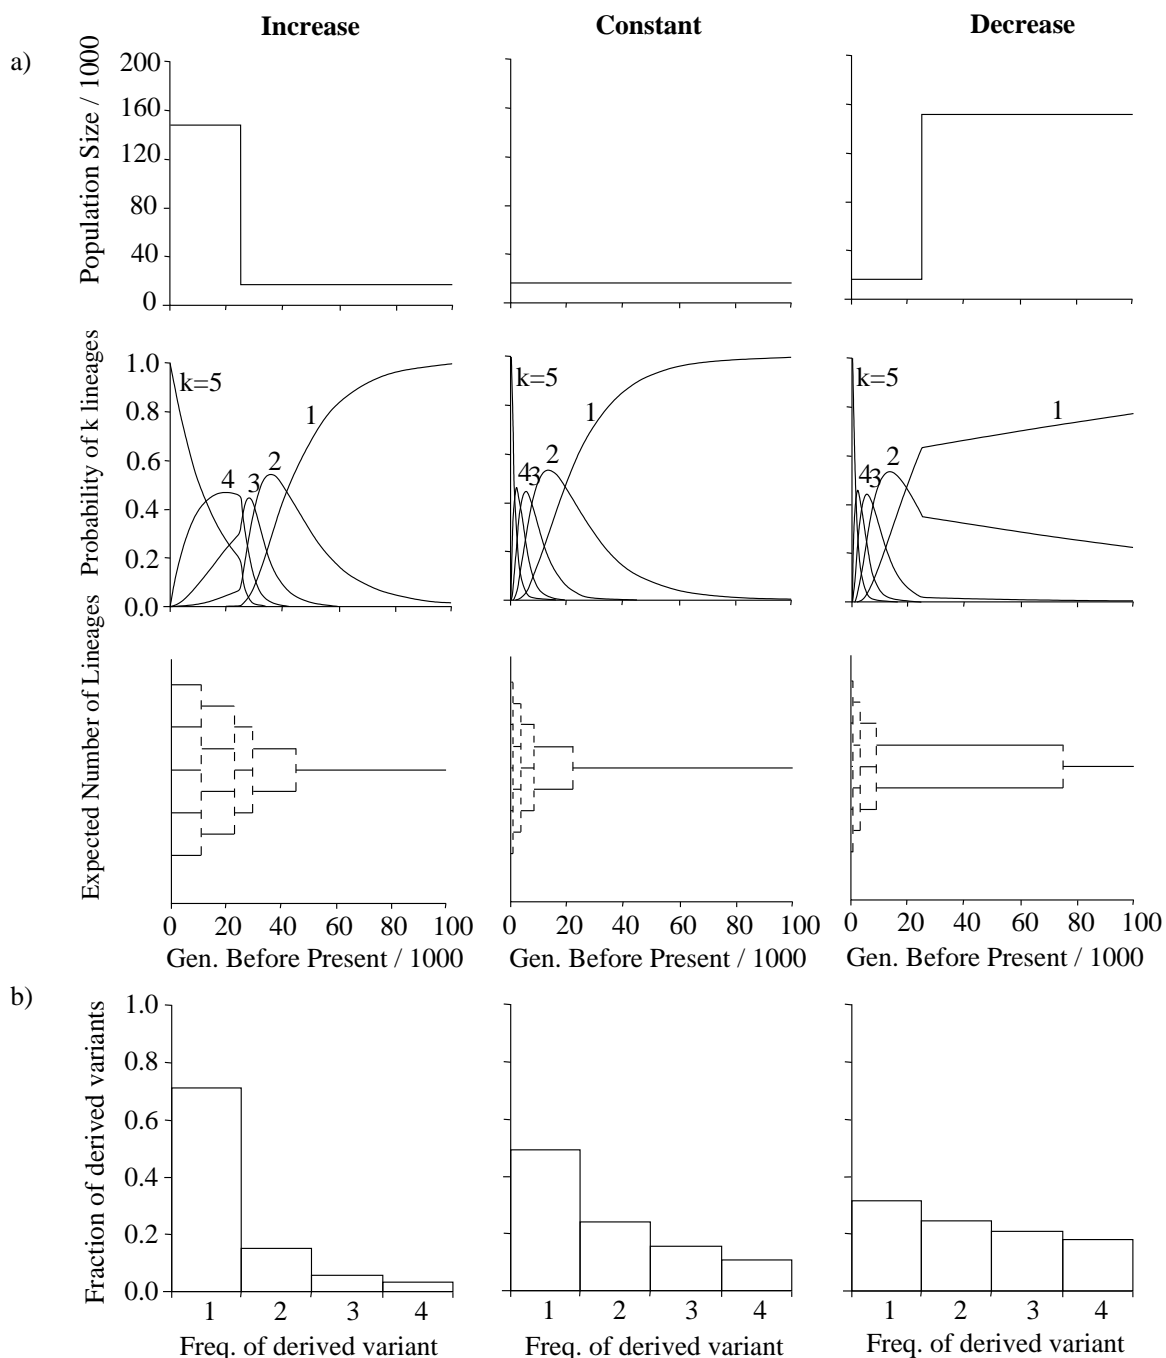 Increase
Constant
Decrease
a)
Population Size / 1000
200
160
120
80
40
0
Probability of k lineages
1.0
0.8
0.6
0.4
0.2
0.0
k=5
4
3
2
1
k=5
4
3
2
1
k=5
4
3
2
1
Expected Number of Lineages
0 20 40 60 80 100
Gen. Before Present / 1000
0 20 40 60 80 100
Gen. Before Present / 1000
0 20 40 60 80 100
Gen. Before Present / 1000
b)
Fraction of derived variants
1.0
0.8
0.6
0.4
0.2
0.0
1 2 3 4
Freq. of derived variant
1 2 3 4
Freq. of derived variant
1 2 3 4
Freq. of derived variant